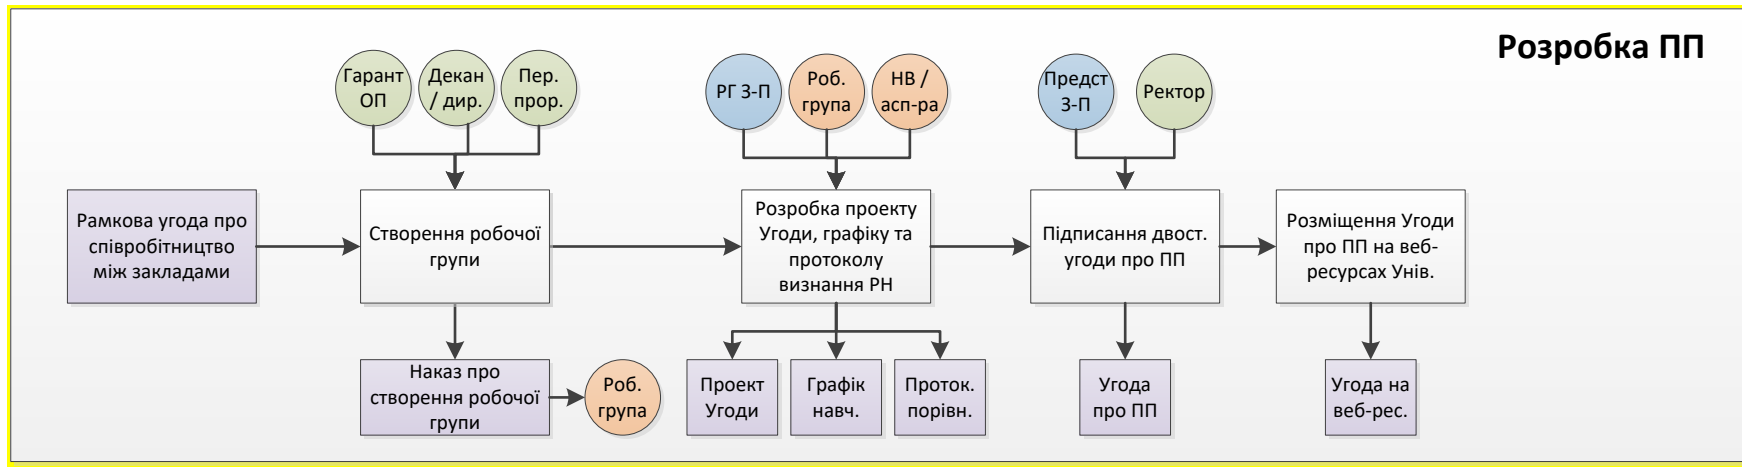 Розробка ПП
Гарант
ОП
Декан
/ дир.
Пер.
прор.
РГ З-П
Роб.
група
НВ /
асп-ра
Предст
З-П
Ректор
Рамкова угода про
співробітництво
між закладами
Створення робочої
групи
Розробка проекту
Угоди, графіку та
протоколу
визнання РН
Підписання двост.
угоди про ПП
Розміщення Угоди
про ПП на веб-
ресурсах Унів.
Наказ про
створення робочої
групи
Роб.
група
Проект
Угоди
Графік
навч.
Проток.
порівн.
Угода
про ПП
Угода на
веб-рес.